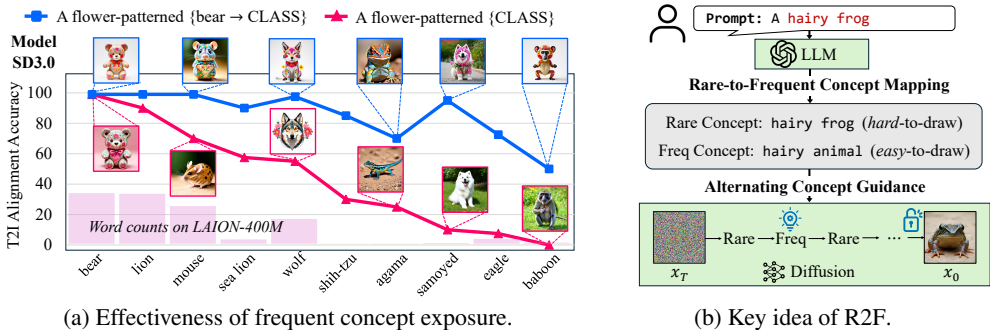 A flower-patterned {bear → CLASS}
A flower-patterned {CLASS}
Model
SD3.0
T2I Alignment Accuracy
100
80
60
40
20
0
Word counts on LAION-400M
bear
lion
mouse
sea lion
wolf
shih-tzu
agama
samoyed
eagle
baboon
(a) Effectiveness of frequent concept exposure.
Prompt: A hairy frog
LLM
Rare-to-Frequent Concept Mapping
Rare Concept: hairy frog (hard-to-draw)
Freq Concept: hairy animal (easy-to-draw)
Alternating Concept Guidance
Rare Freq Rare ...
x_T
Diffusion
x_0
(b) Key idea of R2F.